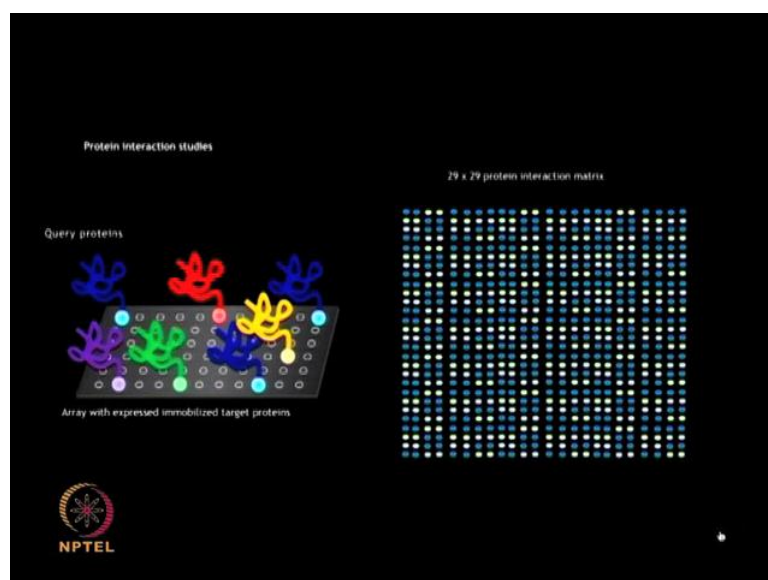 Protein interaction studies
29 x 29 protein interaction matrix
Query proteins
Array with expressed immobilized target proteins
NPTEL